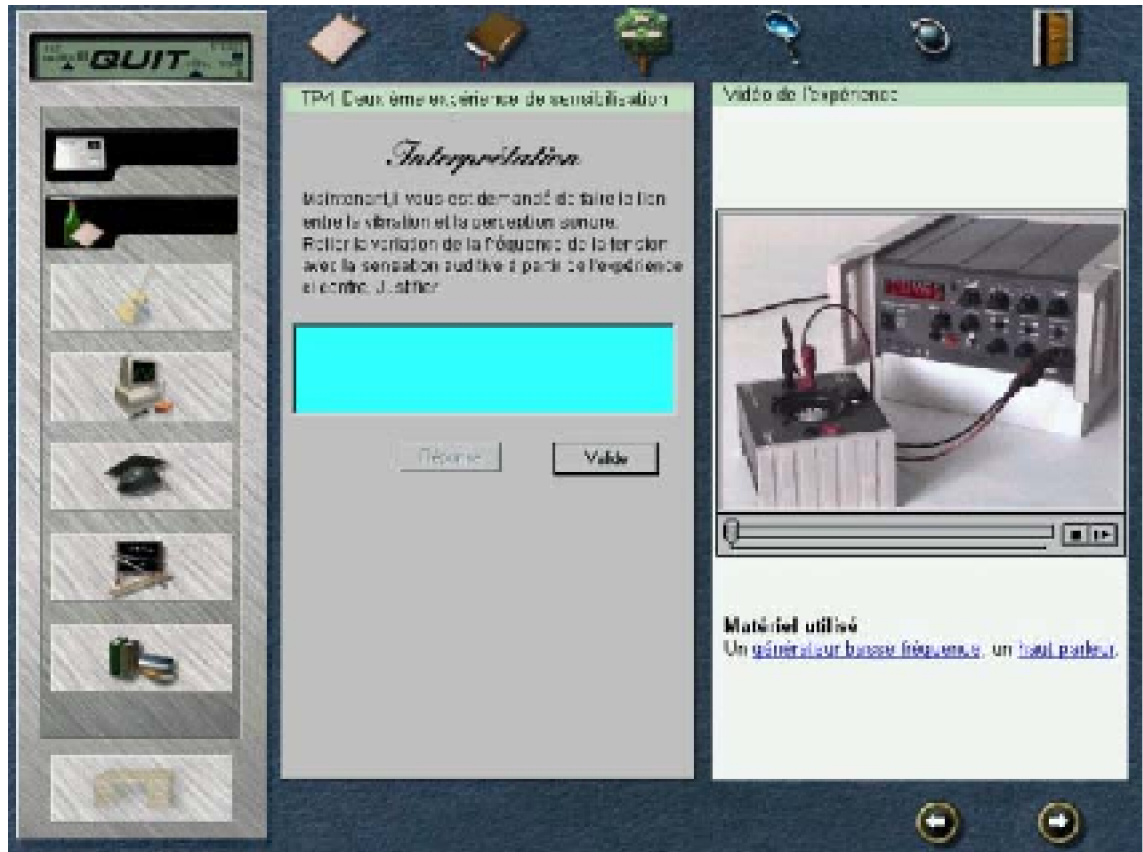 QUIT
TP4 Deuxième expérience de sensibilisation
Interprétation
Maintenant, il vous est demandé de faire le lien
entre la vibration et la perception sonore.
Relier la variation de la fréquence de la tension
avec la sensation auditive à partir de l'expérience
ci contre. Justifier
Réponse
Valide
Vidéo de l'expérience
Matériel utilisé
Un générateur basse fréquence, un haut parleur.